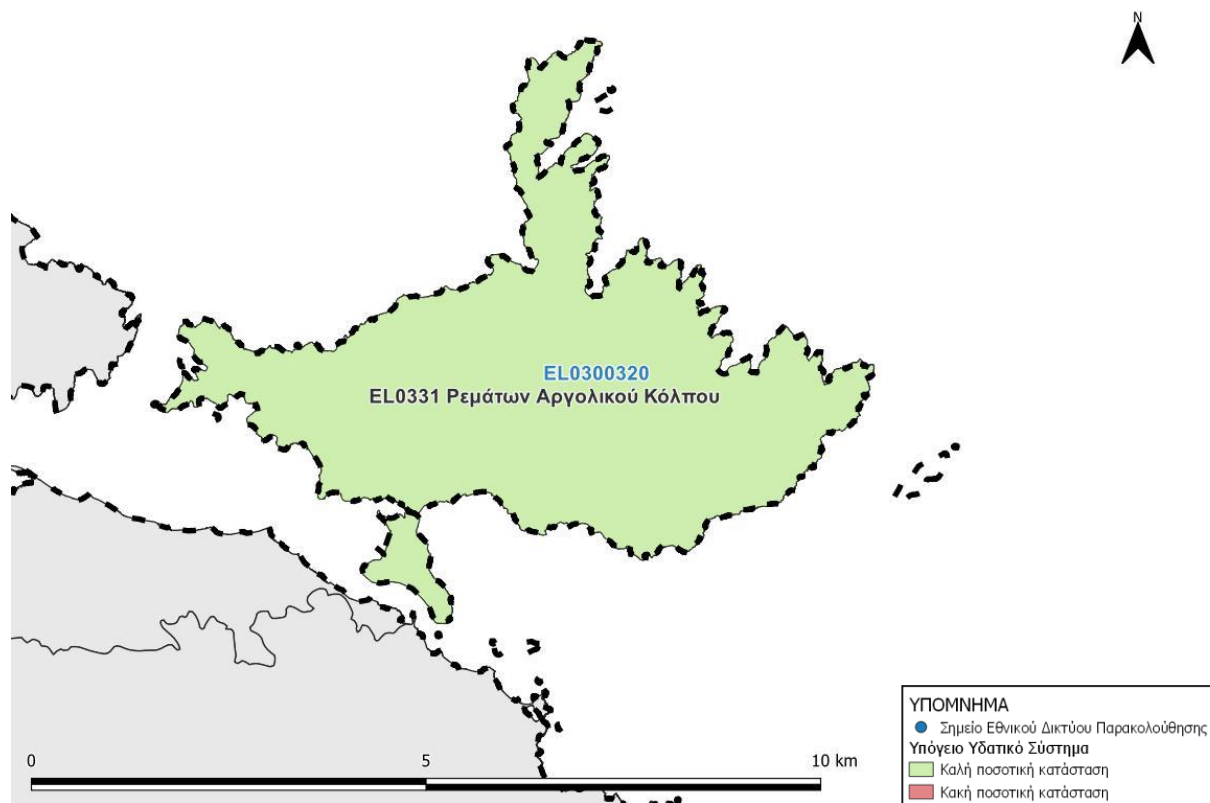 N
EL0300320
EL0331 Ρεμάτων Αργολικού Κόλπου
ΥΠΟΜΝΗΜΑ
Σημείο Εθνικού Δικτύου Παρακολούθησης
Υπόγειο Υδατικό Σύστημα
Καλή ποσοτική κατάσταση
Κακή ποσοτική κατάσταση
0 5 10 km